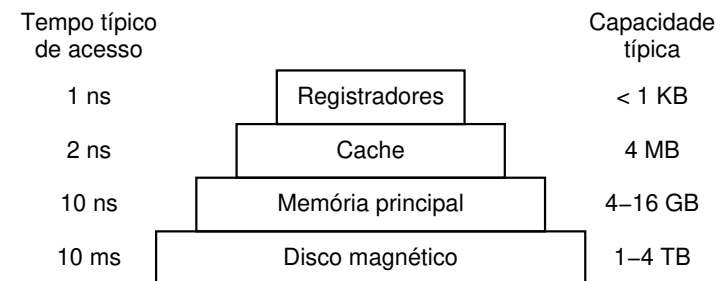 Tempo típico
de acesso
Capacidade
típica
1 ns
Registradores
< 1 KB
2 ns
Cache
4 MB
10 ns
Memória principal
4−16 GB
10 ms
Disco magnético
1−4 TB